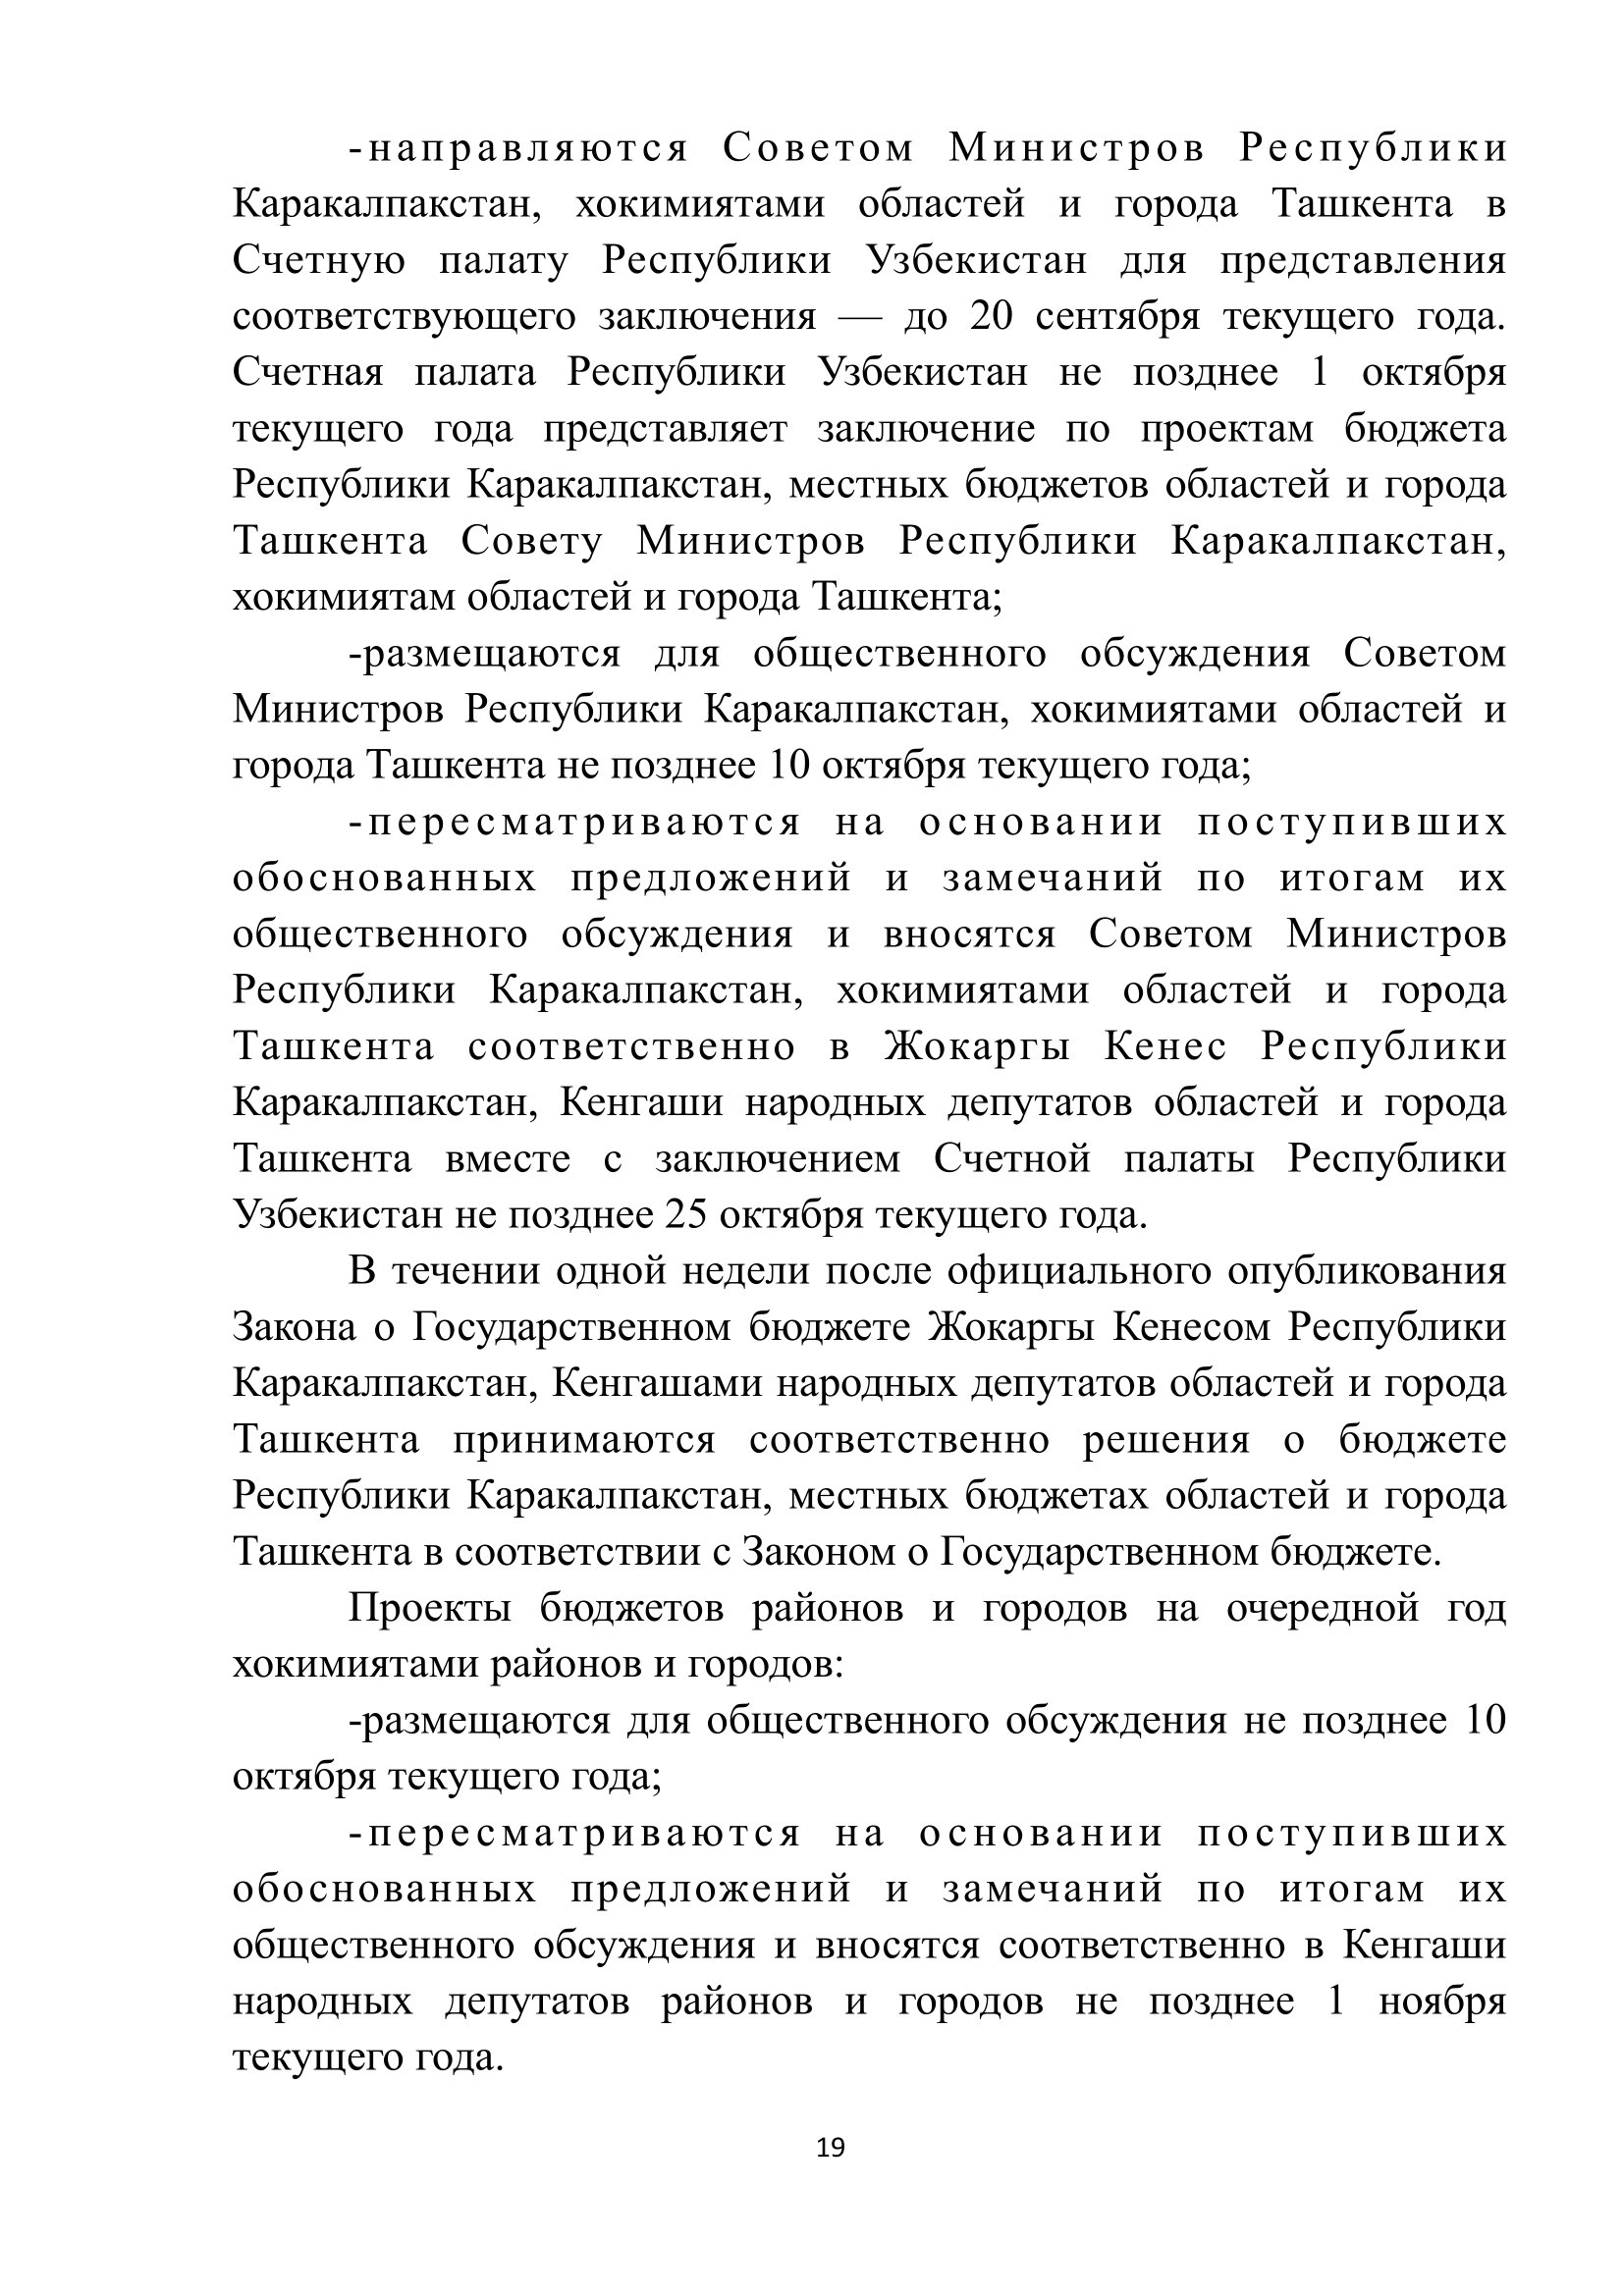 -направляются Советом Министров Республики
Каракалпакстан, хокимиятами областей и города Ташкента в
Счетную палату Республики Узбекистан для представления
соответствующего заключения — до 20 сентября текущего года.
Счетная палата Республики Узбекистан не позднее 1 октября
текущего года представляет заключение по проектам бюджета
Республики Каракалпакстан, местных бюджетов областей и города
Ташкента Совету Министров Республики Каракалпакстан,
хокимиятам областей и города Ташкента;
-размещаются для общественного обсуждения Советом
Министров Республики Каракалпакстан, хокимиятами областей и
города Ташкента не позднее 10 октября текущего года;
-пересматриваются на основании поступивших
обоснованных предложений и замечаний по итогам их
общественного обсуждения и вносятся Советом Министров
Республики Каракалпакстан, хокимиятами областей и города
Ташкента соответственно в Жокаргы Кенес Республики
Каракалпакстан, Кенгаши народных депутатов областей и города
Ташкента вместе с заключением Счетной палаты Республики
Узбекистан не позднее 25 октября текущего года.
В течении одной недели после официального опубликования
Закона о Государственном бюджете Жокаргы Кенесом Республики
Каракалпакстан, Кенгашами народных депутатов областей и города
Ташкента принимаются соответственно решения о бюджете
Республики Каракалпакстан, местных бюджетах областей и города
Ташкента в соответствии с Законом о Государственном бюджете.
Проекты бюджетов районов и городов на очередной год
хокимиятами районов и городов:
-размещаются для общественного обсуждения не позднее 10
октября текущего года;
-пересматриваются на основании поступивших
обоснованных предложений и замечаний по итогам их
общественного обсуждения и вносятся соответственно в Кенгаши
народных депутатов районов и городов не позднее 1 ноября
текущего года.
19